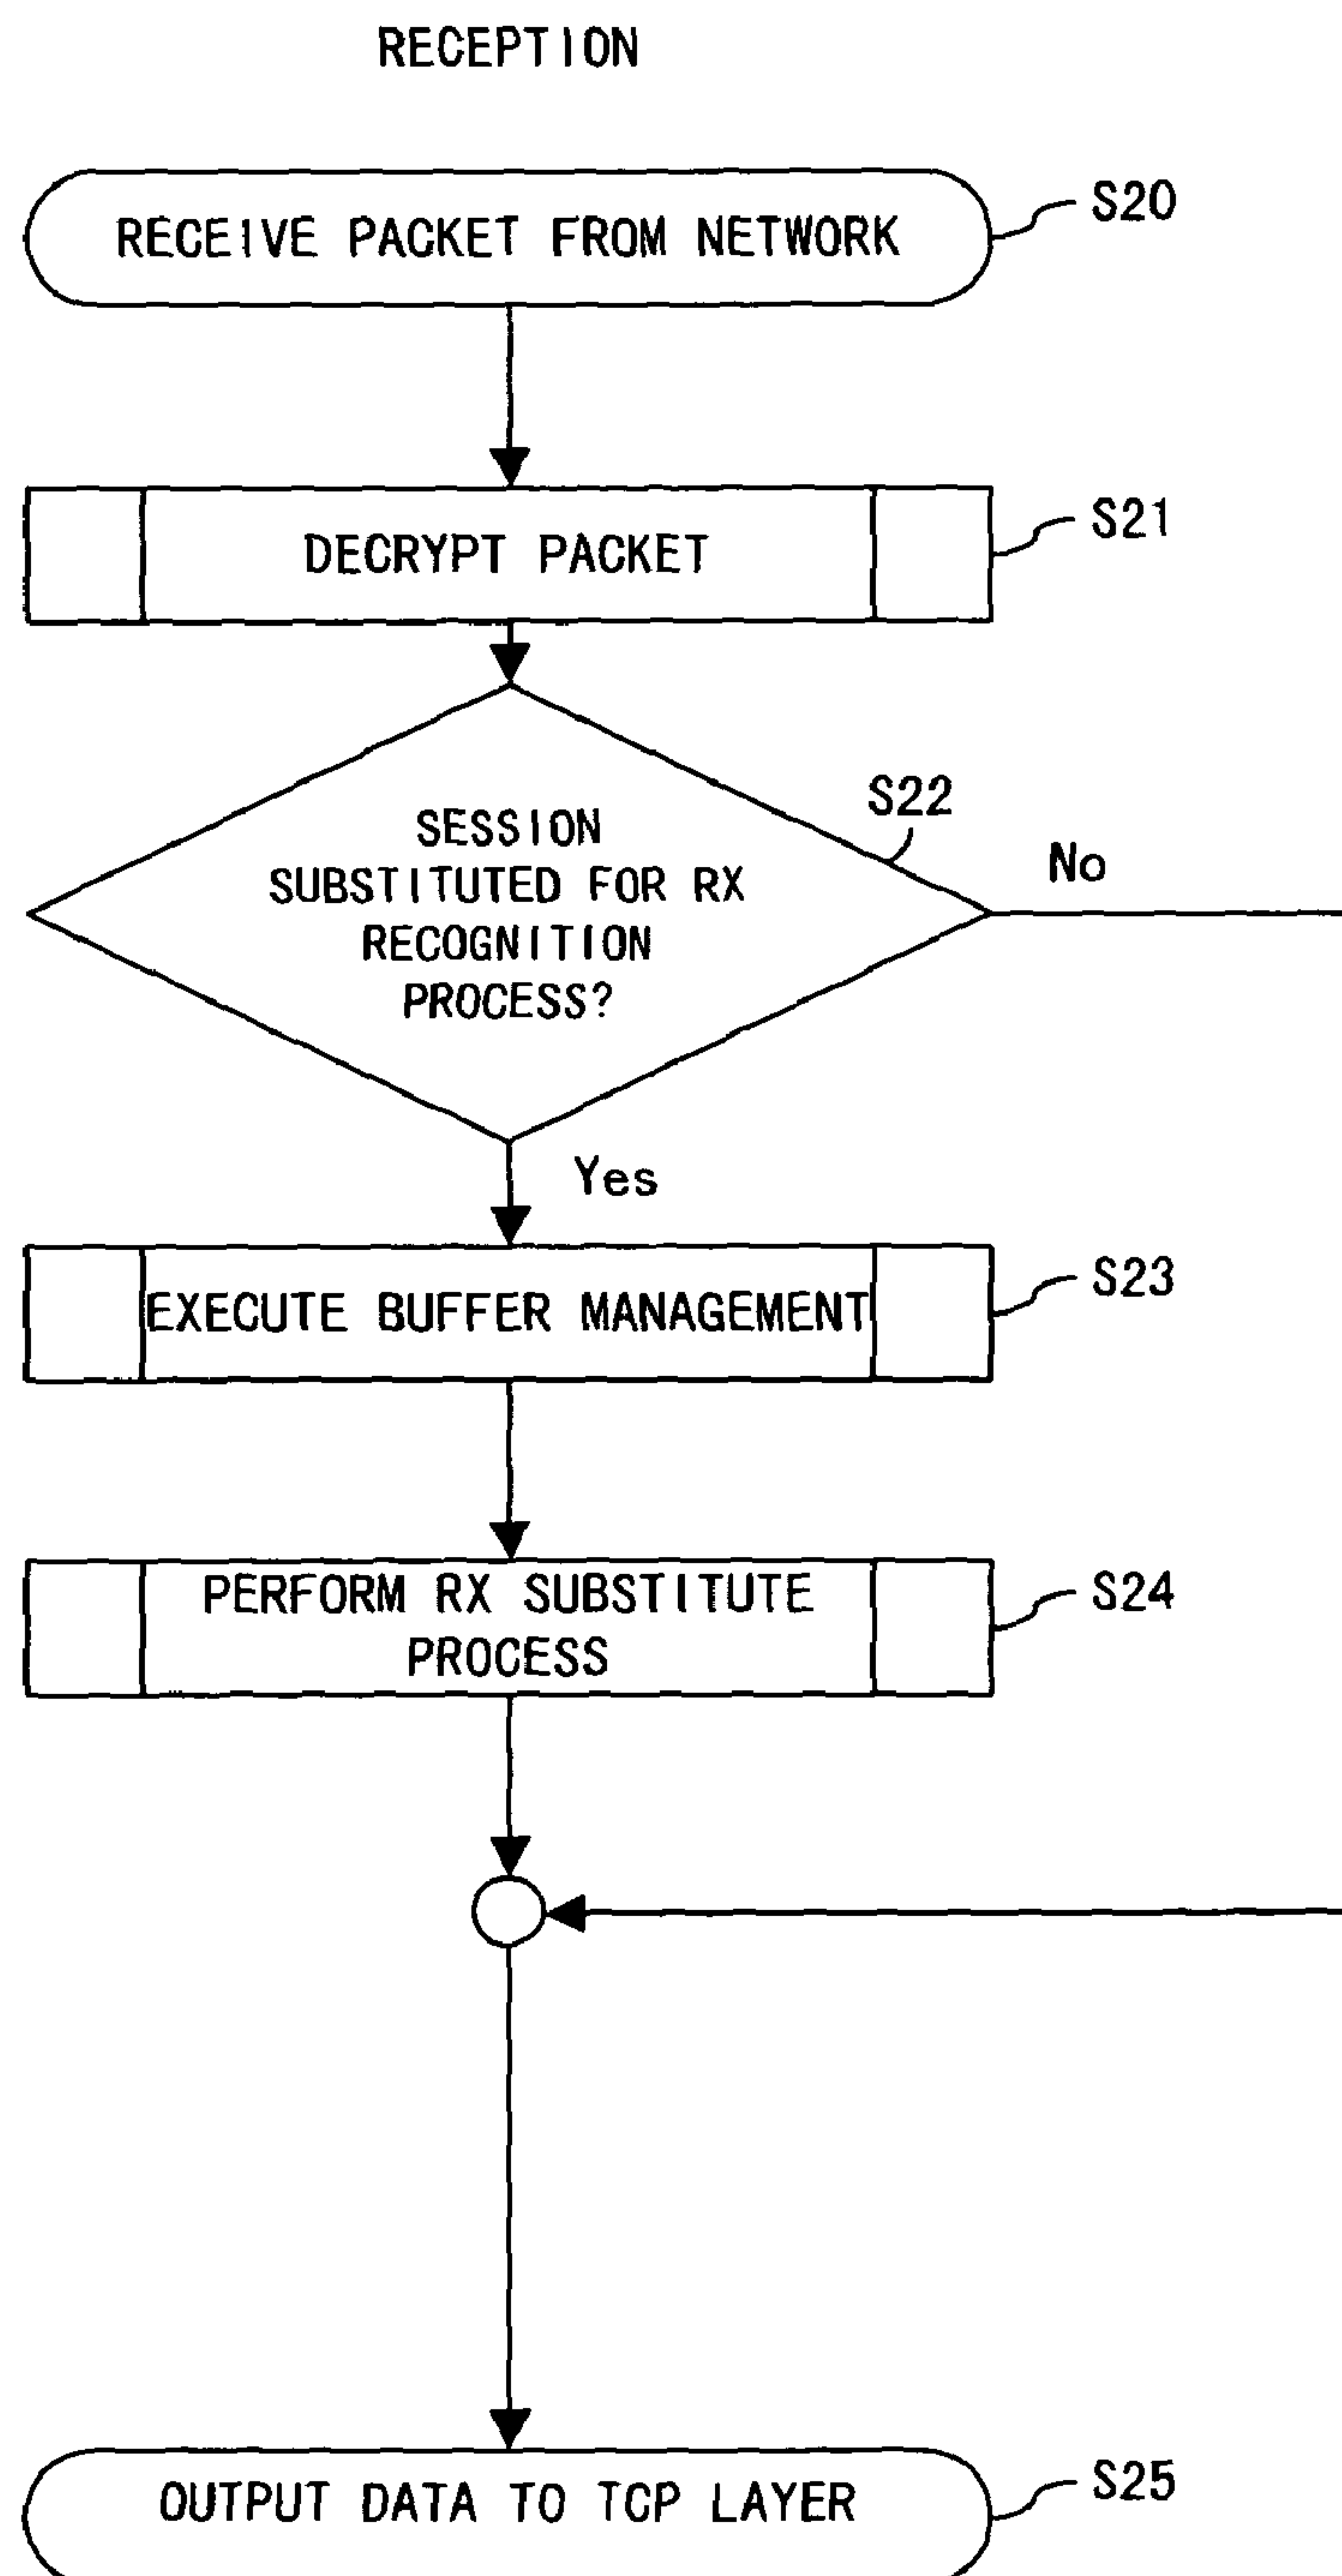 RECEPTION
RECEIVE PACKET FROM NETWORK
S20
DECRYPT PACKET
S21
SESSION
SUBSTITUTED FOR RX
RECOGNITION
PROCESS?
S22
No
Yes
EXECUTE BUFFER MANAGEMENT
S23
PERFORM RX SUBSTITUTE
PROCESS
S24
OUTPUT DATA TO TCP LAYER
S25